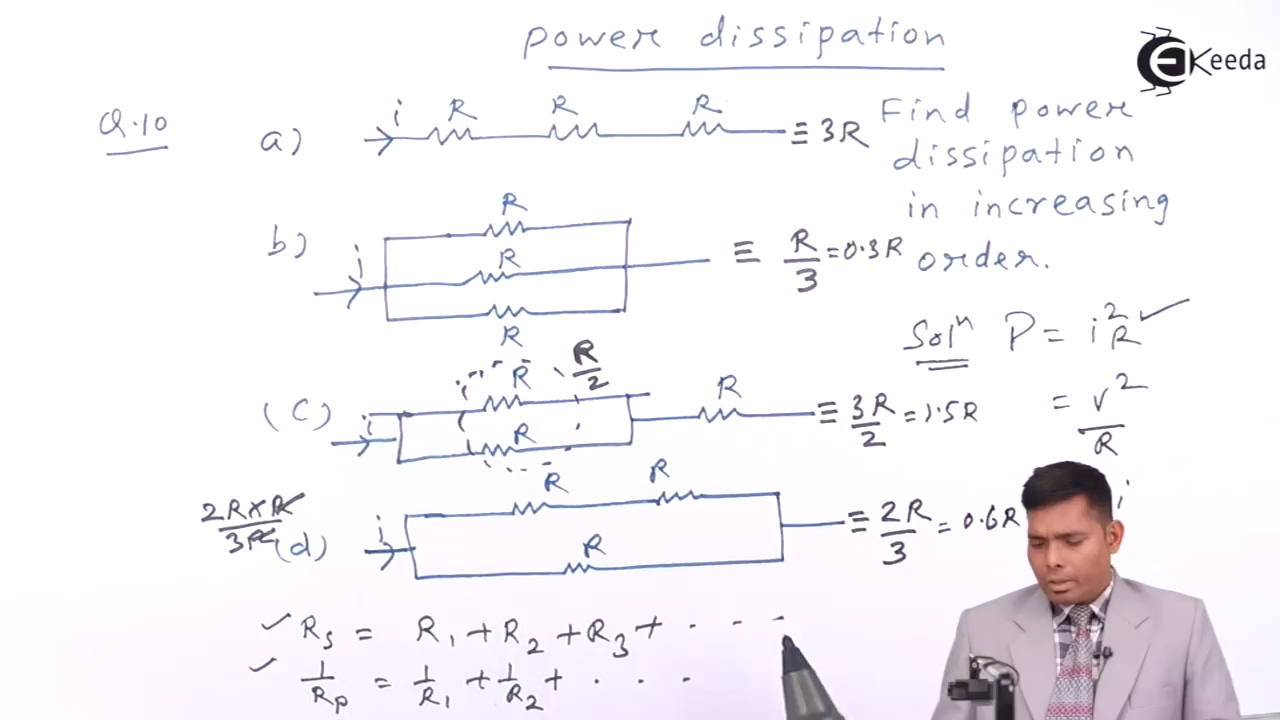 Power dissipation
EKeeda
Q.10
a) i R R R ≡ 3R
Find power
dissipation
in increasing
order.
b) i R R R ≡ R/3 = 0.3R
Solⁿ P = i²R ✓
= v²/R
(c) i R R R/2 R ≡ 3R/2 = 1.5R
2R×R/3R
(d) i R R R ≡ 2R/3 = 0.6R
i
✓ Rs = R1 + R2 + R3 + . - -
✓ 1/Rp = 1/R1 + 1/R2 + . . .